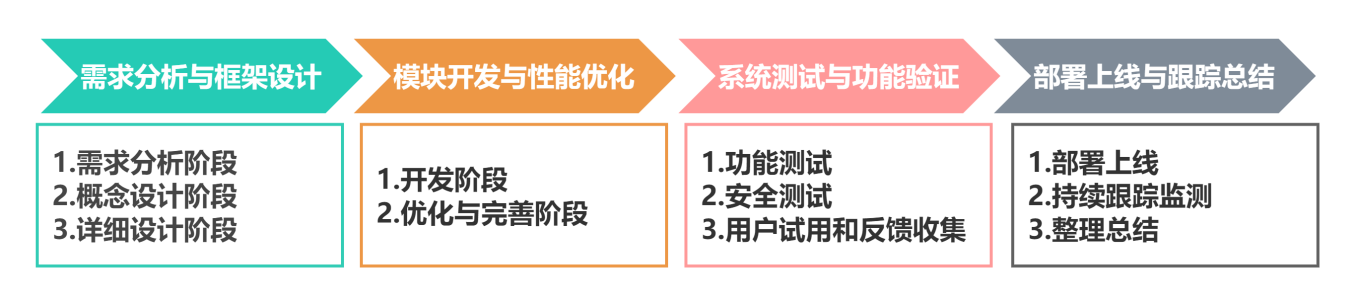 需求分析与框架设计
模块开发与性能优化
系统测试与功能验证
部署上线与跟踪总结
1.需求分析阶段
2.概念设计阶段
3.详细设计阶段
1.开发阶段
2.优化与完善阶段
1.功能测试
2.安全测试
3.用户试用和反馈收集
1.部署上线
2.持续跟踪监测
3.整理总结